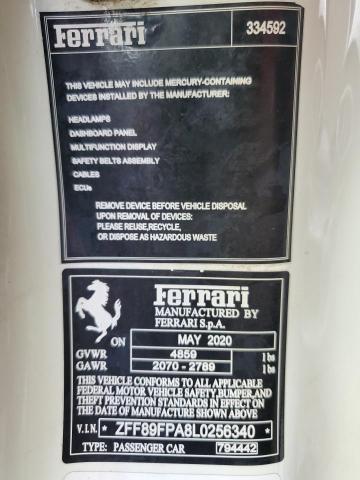 Ferrari 334592
THIS VEHICLE MAY INCLUDE MERCURY-CONTAINING
DEVICES INSTALLED BY THE MANUFACTURER:
HEADLAMPS
DASHBOARD PANEL
MULTIFUNCTION DISPLAY
SAFETY BELTS ASSEMBLY
CABLES
ECUs
REMOVE DEVICE BEFORE VEHICLE DISPOSAL
UPON REMOVAL OF DEVICES:
PLEASE REUSE,RECYCLE,
OR DISPOSE AS HAZARDOUS WASTE
Ferrari
MANUFACTURED BY
FERRARI S.p.A.
ON MAY 2020
GVWR 4859 lbs
GAWR 2070 - 2789 lbs
THIS VEHICLE CONFORMS TO ALL APPLICABLE
FEDERAL MOTOR VEHICLE SAFETY,BUMPER,AND
THEFT PREVENTION STANDARDS IN EFFECT ON
THE DATE OF MANUFACTURE SHOWN ABOVE
V.I.N.* ZFF89FPA8L0256340 *
TYPE: PASSENGER CAR 794442